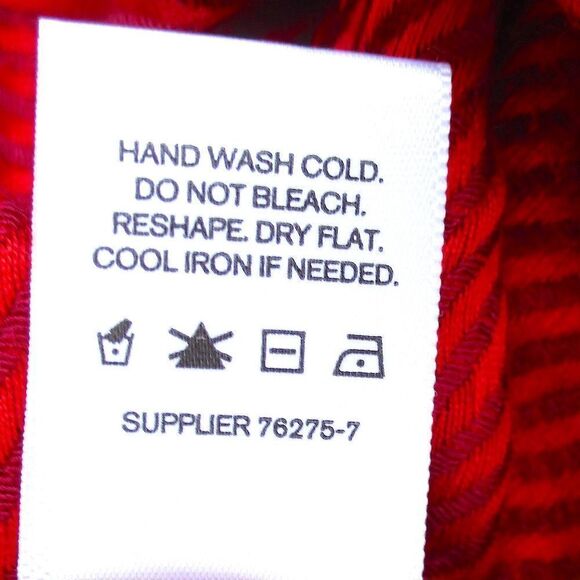 HAND WASH COLD.
DO NOT BLEACH.
RESHAPE. DRY FLAT.
COOL IRON IF NEEDED.
SUPPLIER 76275-7